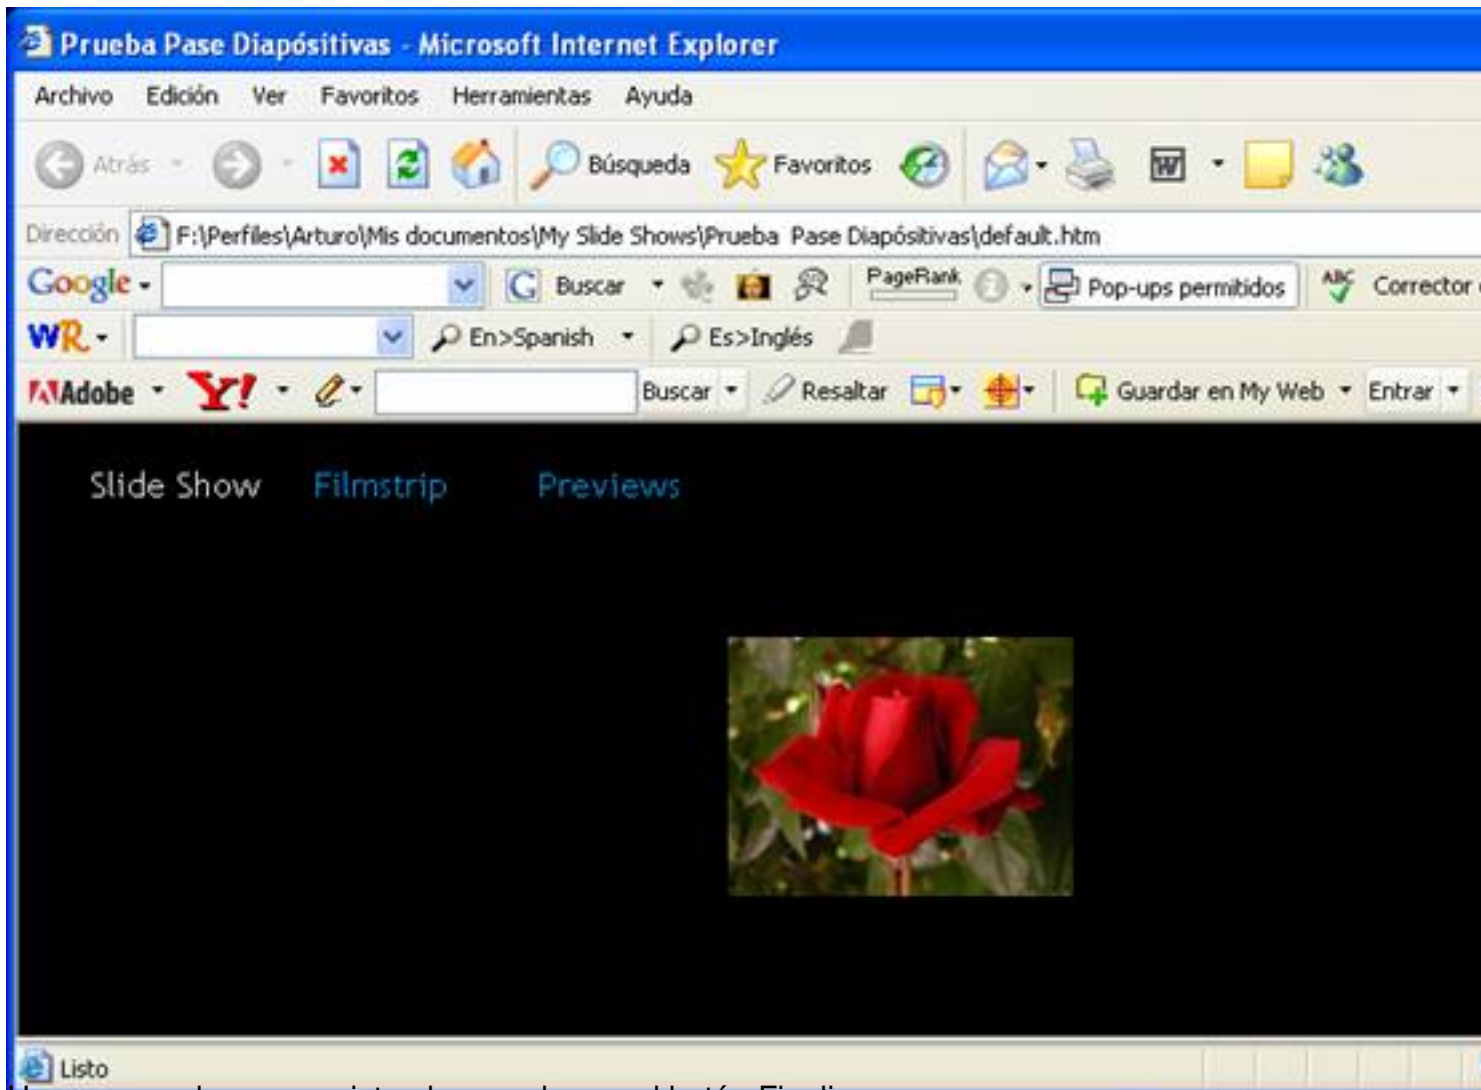 Prueba Pase Diapósitivas - Microsoft Internet Explorer
Archivo Edición Ver Favoritos Herramientas Ayuda
Atrás Búsqueda Favoritos W
Dirección F:\Perfiles\Arturo\Mis documentos\My Slide Shows\Prueba Pase Diapósitivas\default.htm
Google G Buscar PageRank Pop-ups permitidos ABC Corrector
WR En>Spanish Es>Inglés
Adobe Y! Buscar Resaltar Guardar en My Web Entrar
Slide Show Filmstrip Previews
Listo